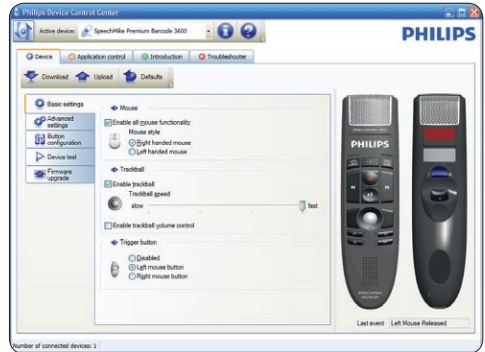 Philips Device Control Center
Active device: SpeechMike Premium Barcode 3600
PHILIPS
Device Application control Introduction Troubleshooter
Download Upload Defaults
Basic settings
Advanced settings
Button configuration
Device test
Firmware upgrade
Mouse
Enable all mouse functionality
Mouse style
Right handed mouse
Left handed mouse
Trackball
Enable trackball
Trackball speed
slow fast
Enable trackball volume control
Trigger button
Disabled
Left mouse button
Right mouse button
PHILIPS
Last event Left Mouse Released
Number of connected devices: 1